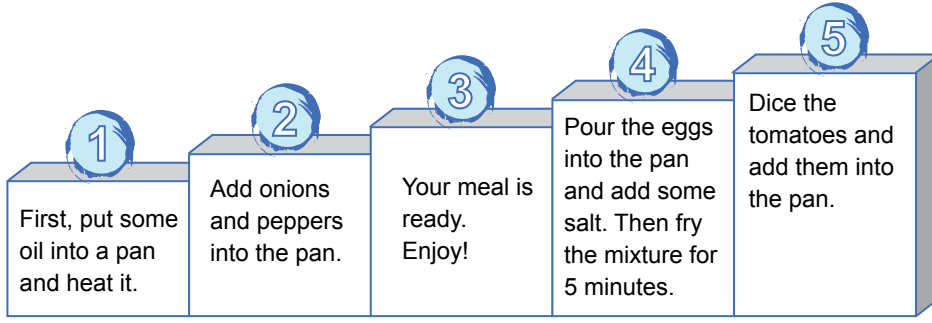 1
First, put some
oil into a pan
and heat it.
2
Add onions
and peppers
into the pan.
3
Your meal is
ready.
Enjoy!
4
Pour the eggs
into the pan
and add some
salt. Then fry
the mixture for
5 minutes.
5
Dice the
tomatoes and
add them into
the pan.